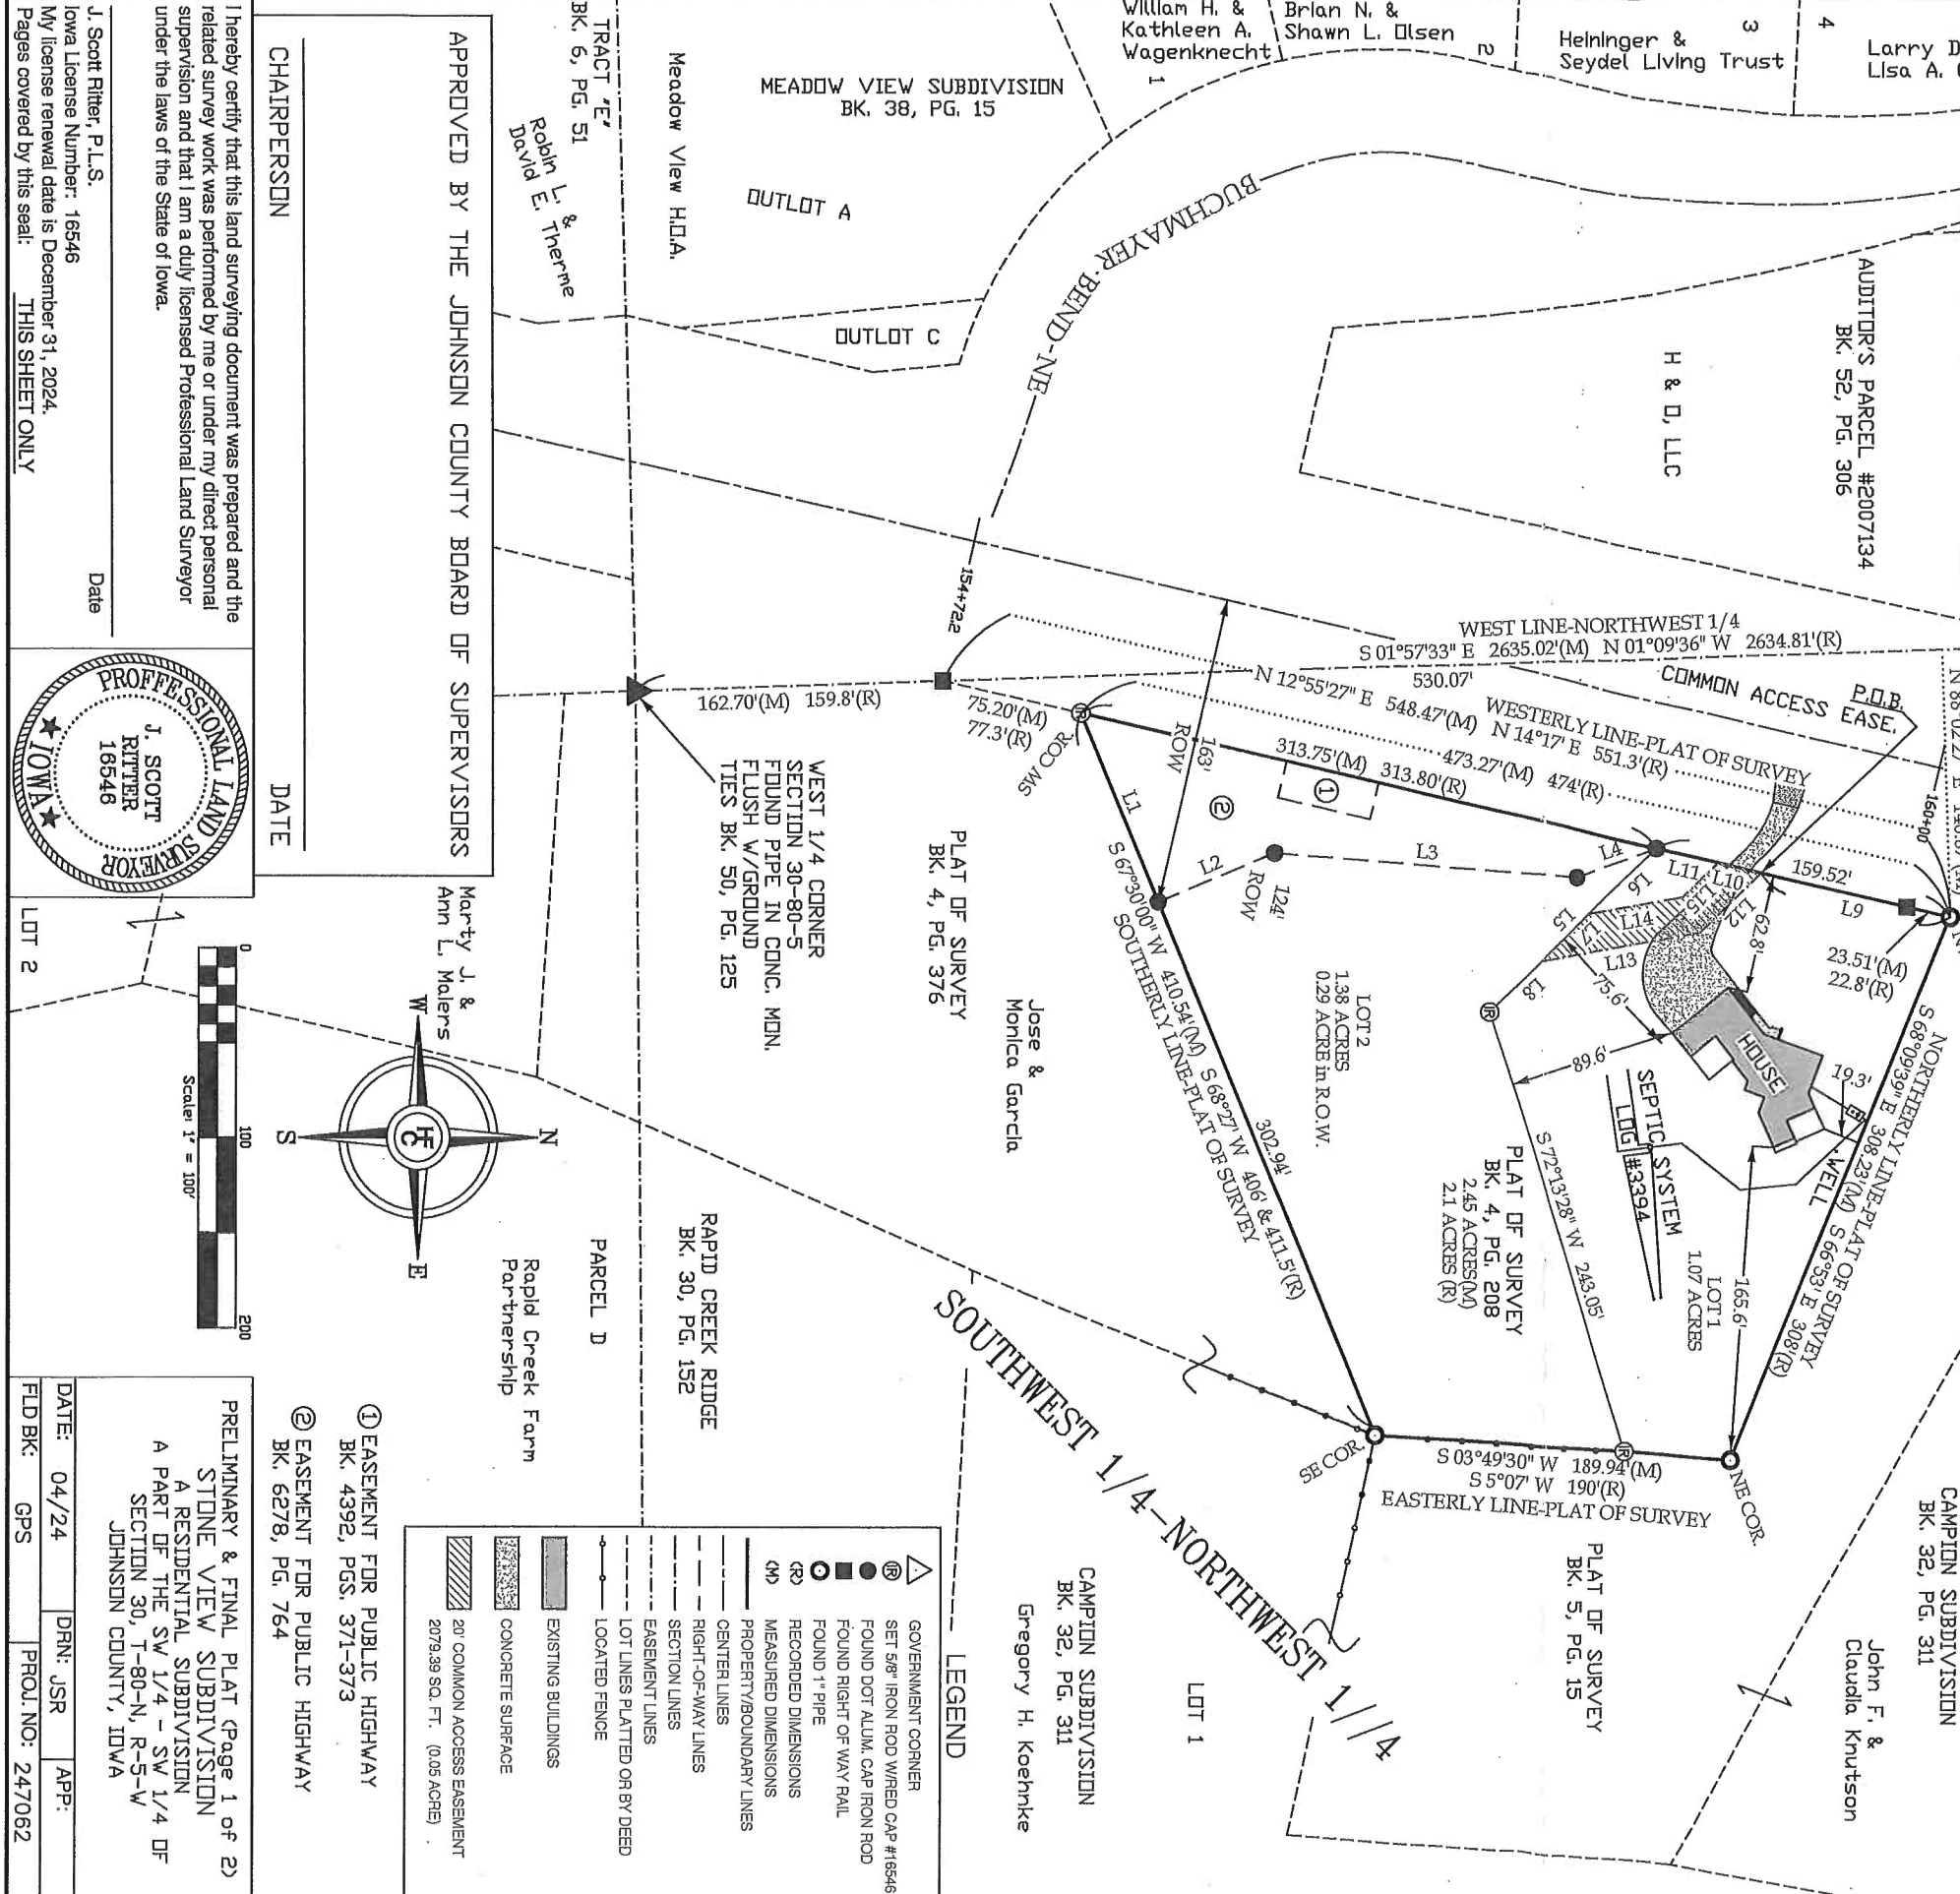 William H. &
Kathleen A.
Wagenknecht
1
Brian N. &
Shawn L. Olsen
2
Heininger &
Seydel Living Trust
3
4
Larry D
Lisa A.
MEADOW VIEW SUBDIVISION
BK. 38, PG. 15
Meadow View H.O.A.
OUTLOT A
OUTLOT C
TRACT "E"
BK. 6, PG. 51
Robin L. &
David E. Therme
BUCHMAYER-BEND-NE
AUDITOR'S PARCEL #2007134
BK. 52, PG. 306
H & O, LLC
154+72.2
160+00
WEST LINE-NORTHWEST 1/4
S 01°57'33" E 2635.02'(M) N 01°09'36" W 2634.81'(R)
530.07'
COMMON ACCESS EASE.
P.O.B.
N 12°55'27" E 548.47'(M) N 14°17' E 551.3'(R)
WESTERLY LINE-PLAT OF SURVEY
473.27'(M) 474'(R)
313.75'(M) 313.80'(R)
162.70'(M) 159.8'(R)
75.20'(M)
77.3'(R)
SW COR.
163'
ROW
124'
ROW
1
2
L1
L2
L3
L4
L5
L6
L7
L8
L9
L10
L11
L12
L13
L14
L15
159.52'
62.8'
75.6'
89.6'
23.51'(M)
22.8'(R)
NORTHERLY LINE-PLAT OF SURVEY
S 68°09'39" E 308.23'(M) S 66°53' E 308'(R)
HOUSE
19.3'
WELL
165.6'
SEPTIC SYSTEM
LOG #3394
LOT 1
1.07 ACRES
S 72°13'28" W 243.05'
PLAT OF SURVEY
BK. 4, PG. 208
2.45 ACRES(M)
2.1 ACRES (R)
LOT 2
1.38 ACRES
0.29 ACRE in R.O.W.
302.94'
S 67°30'00" W 410.54'(M) S 68°27' W 406' & 411.5'(R)
SOUTHERLY LINE-PLAT OF SURVEY
SE COR.
NE COR.
S 03°49'30" W 189.94'(M)
S 5°07' W 190'(R)
EASTERLY LINE-PLAT OF SURVEY
PLAT OF SURVEY
BK. 5, PG. 15
CAMPION SUBDIVISION
BK. 32, PG. 311
John F. &
Claudia Knutson
LOT 1
CAMPION SUBDIVISION
BK. 32, PG. 311
Gregory H. Koehnke
SOUTHWEST 1/4-NORTHWEST 1//4
Jose &
Monica Garcia
PLAT OF SURVEY
BK. 4, PG. 376
WEST 1/4 CORNER
SECTION 30-80-5
FOUND PIPE IN CONC. MON.
FLUSH W/GROUND
TIES BK. 50, PG. 125
RAPID CREEK RIDGE
BK. 30, PG. 152
PARCEL D
Rapid Creek Farm
Partnership
Marty J. &
Ann L. Malers
LOT 2
N
E
S
W
HFC
0 100 200
Scale: 1" = 100'
LEGEND
GOVERNMENT CORNER
IR SET 5/8" IRON ROD W/RED CAP #16546
FOUND DOT ALUM. CAP IRON ROD
FOUND RIGHT OF WAY RAIL
FOUND 1" PIPE
(R) RECORDED DIMENSIONS
(M) MEASURED DIMENSIONS
PROPERTY/BOUNDARY LINES
CENTER LINES
RIGHT-OF-WAY LINES
SECTION LINES
EASEMENT LINES
LOT LINES PLATTED OR BY DEED
LOCATED FENCE
EXISTING BUILDINGS
CONCRETE SURFACE
20' COMMON ACCESS EASEMENT
2079.39 SQ. FT. (0.05 ACRE)
1 EASEMENT FOR PUBLIC HIGHWAY
BK. 4392, PGS. 371-373
2 EASEMENT FOR PUBLIC HIGHWAY
BK. 6278, PG. 764
APPROVED BY THE JOHNSON COUNTY BOARD OF SUPERVISORS
CHAIRPERSON DATE
I hereby certify that this land surveying document was prepared and the
related survey work was performed by me or under my direct personal
supervision and that I am a duly licensed Professional Land Surveyor
under the laws of the State of Iowa.
J. Scott Ritter, P.L.S. Date
Iowa License Number: 16546
My license renewal date is December 31, 2024.
Pages covered by this seal: THIS SHEET ONLY
PROFFESSIONAL LAND SURVEYOR
J. SCOTT
RITTER
16546
IOWA
PRELIMINARY & FINAL PLAT (Page 1 of 2)
STONE VIEW SUBDIVISION
A RESIDENTIAL SUBDIVISION
A PART OF THE SW 1/4 - SW 1/4 OF
SECTION 30, T-80-N, R-5-W
JOHNSON COUNTY, IOWA
DATE: 04/24 DRN: JSR APP:
FLD BK: GPS PROJ. NO: 247062